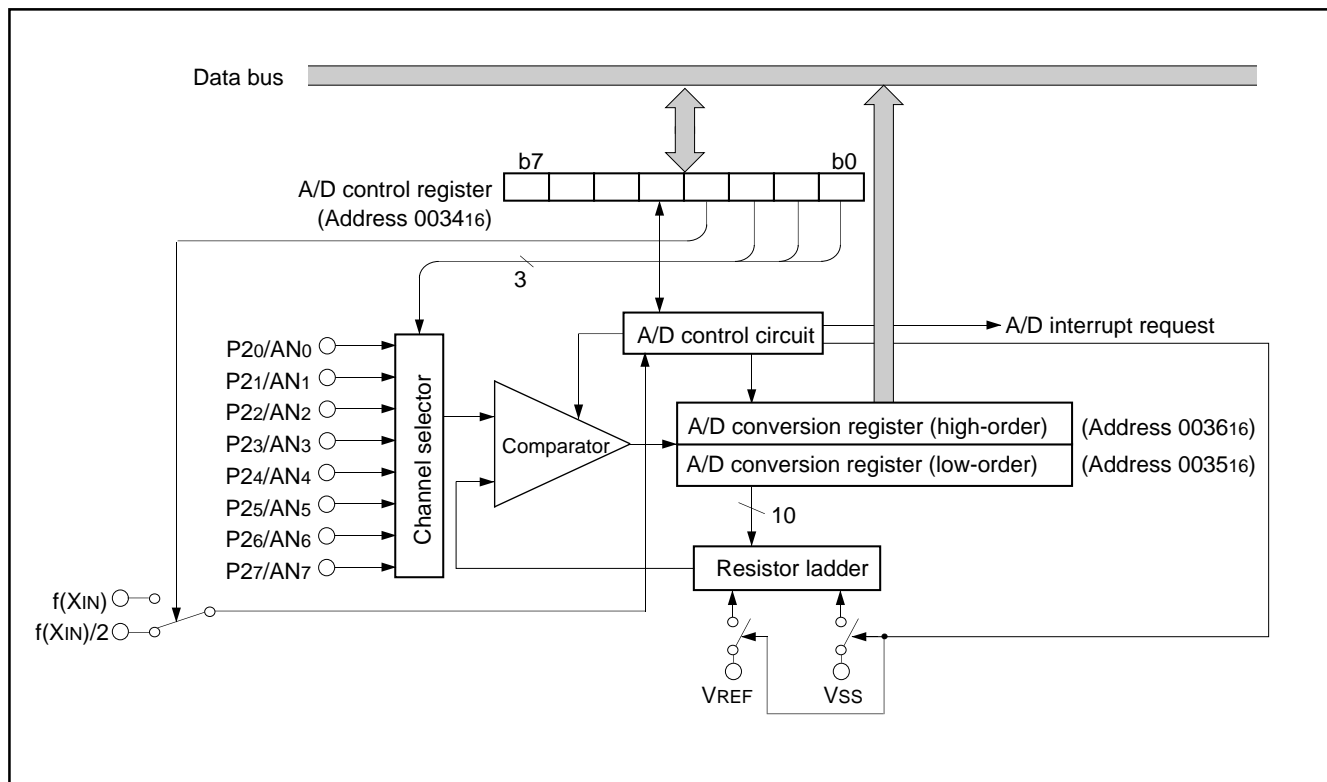 Data bus
b7
b0
A/D control register
(Address 003416)
3
A/D control circuit
A/D interrupt request
P20/AN0
P21/AN1
P22/AN2
P23/AN3
P24/AN4
P25/AN5
P26/AN6
P27/AN7
Channel selector
Comparator
A/D conversion register (high-order)
(Address 003616)
A/D conversion register (low-order)
(Address 003516)
10
Resistor ladder
f(XIN)
f(XIN)/2
VREF
VSS